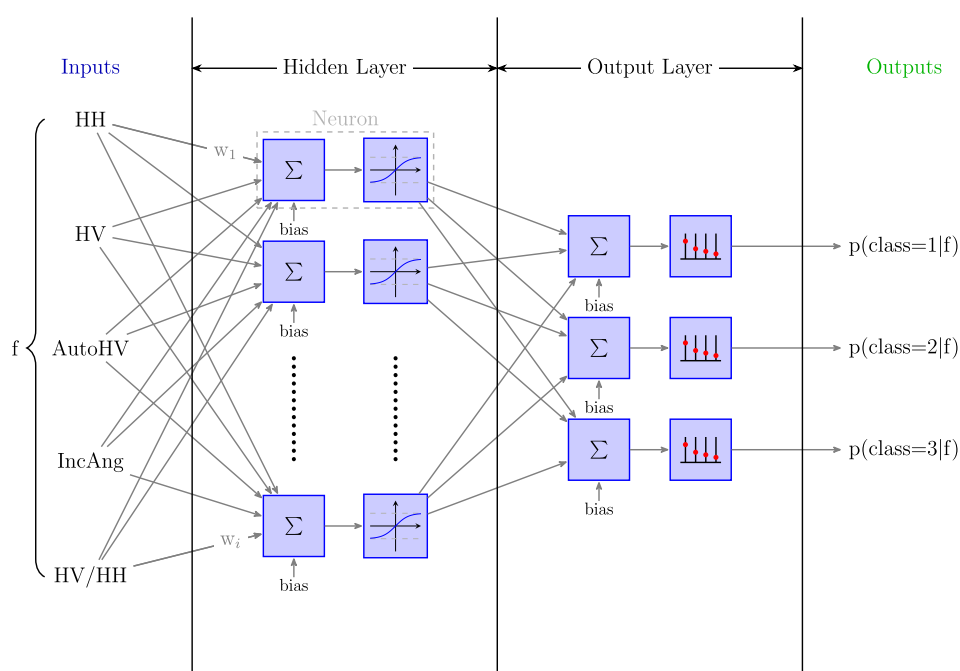 Inputs
Hidden Layer
Output Layer
Outputs
Neuron
HH
HV
AutoHV
IncAng
HV/HH
f
w₁
wᵢ
Σ
bias
Σ
bias
Σ
bias
Σ
bias
Σ
bias
Σ
bias
p(class=1|f)
p(class=2|f)
p(class=3|f)